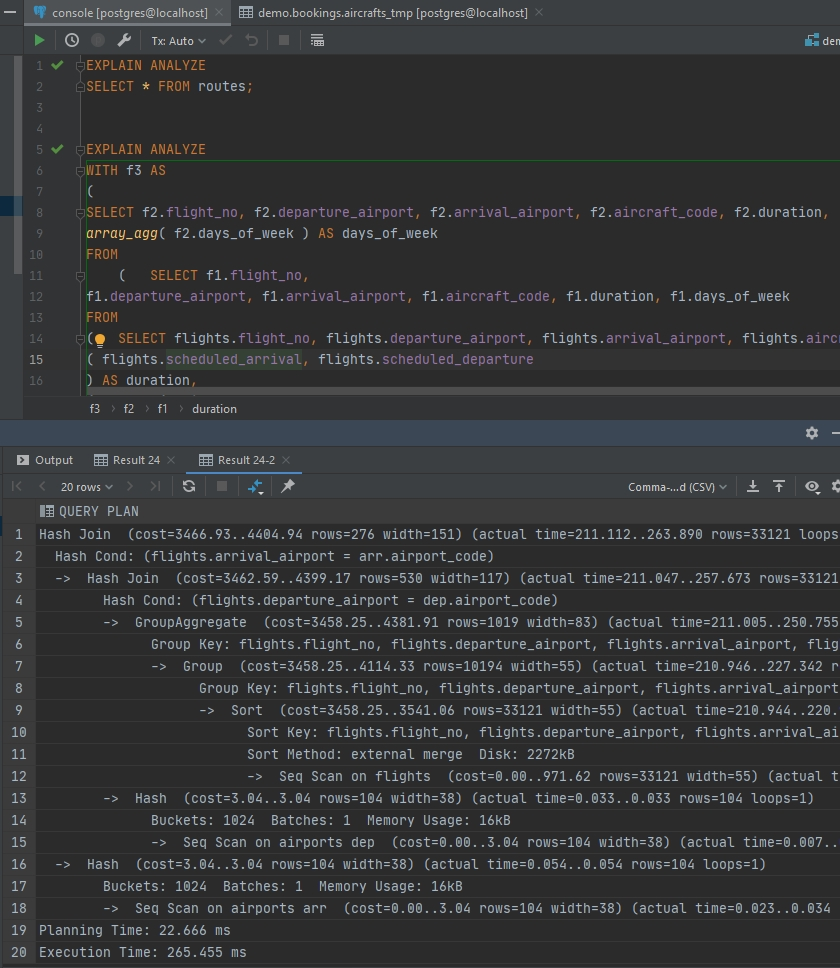 console [postgres@localhost] demo.bookings.aircrafts_tmp [postgres@localhost]
Tx: Auto
1 EXPLAIN ANALYZE
2 SELECT * FROM routes;
3
4
5 EXPLAIN ANALYZE
6 WITH f3 AS
7 (
8 SELECT f2.flight_no, f2.departure_airport, f2.arrival_airport, f2.aircraft_code, f2.duration,
9 array_agg( f2.days_of_week ) AS days_of_week
10 FROM
11 ( SELECT f1.flight_no,
12 f1.departure_airport, f1.arrival_airport, f1.aircraft_code, f1.duration, f1.days_of_week
13 FROM
14 ( SELECT flights.flight_no, flights.departure_airport, flights.arrival_airport, flights.airc
15 ( flights.scheduled_arrival, flights.scheduled_departure
16 ) AS duration,
f3 > f2 > f1 > duration
Output Result 24 Result 24-2
20 rows Comma-...d (CSV)
QUERY PLAN
1 Hash Join (cost=3466.93..4404.94 rows=276 width=151) (actual time=211.112..263.890 rows=33121 loops
2 Hash Cond: (flights.arrival_airport = arr.airport_code)
3 -> Hash Join (cost=3462.59..4399.17 rows=530 width=117) (actual time=211.047..257.673 rows=33121
4 Hash Cond: (flights.departure_airport = dep.airport_code)
5 -> GroupAggregate (cost=3458.25..4381.91 rows=1019 width=83) (actual time=211.005..250.755
6 Group Key: flights.flight_no, flights.departure_airport, flights.arrival_airport, flig
7 -> Group (cost=3458.25..4114.33 rows=10194 width=55) (actual time=210.946..227.342 r
8 Group Key: flights.flight_no, flights.departure_airport, flights.arrival_airport
9 -> Sort (cost=3458.25..3541.06 rows=33121 width=55) (actual time=210.944..220.
10 Sort Key: flights.flight_no, flights.departure_airport, flights.arrival_ai
11 Sort Method: external merge Disk: 2272kB
12 -> Seq Scan on flights (cost=0.00..971.62 rows=33121 width=55) (actual t
13 -> Hash (cost=3.04..3.04 rows=104 width=38) (actual time=0.033..0.033 rows=104 loops=1)
14 Buckets: 1024 Batches: 1 Memory Usage: 16kB
15 -> Seq Scan on airports dep (cost=0.00..3.04 rows=104 width=38) (actual time=0.007..
16 -> Hash (cost=3.04..3.04 rows=104 width=38) (actual time=0.054..0.054 rows=104 loops=1)
17 Buckets: 1024 Batches: 1 Memory Usage: 16kB
18 -> Seq Scan on airports arr (cost=0.00..3.04 rows=104 width=38) (actual time=0.023..0.034
19 Planning Time: 22.666 ms
20 Execution Time: 265.455 ms